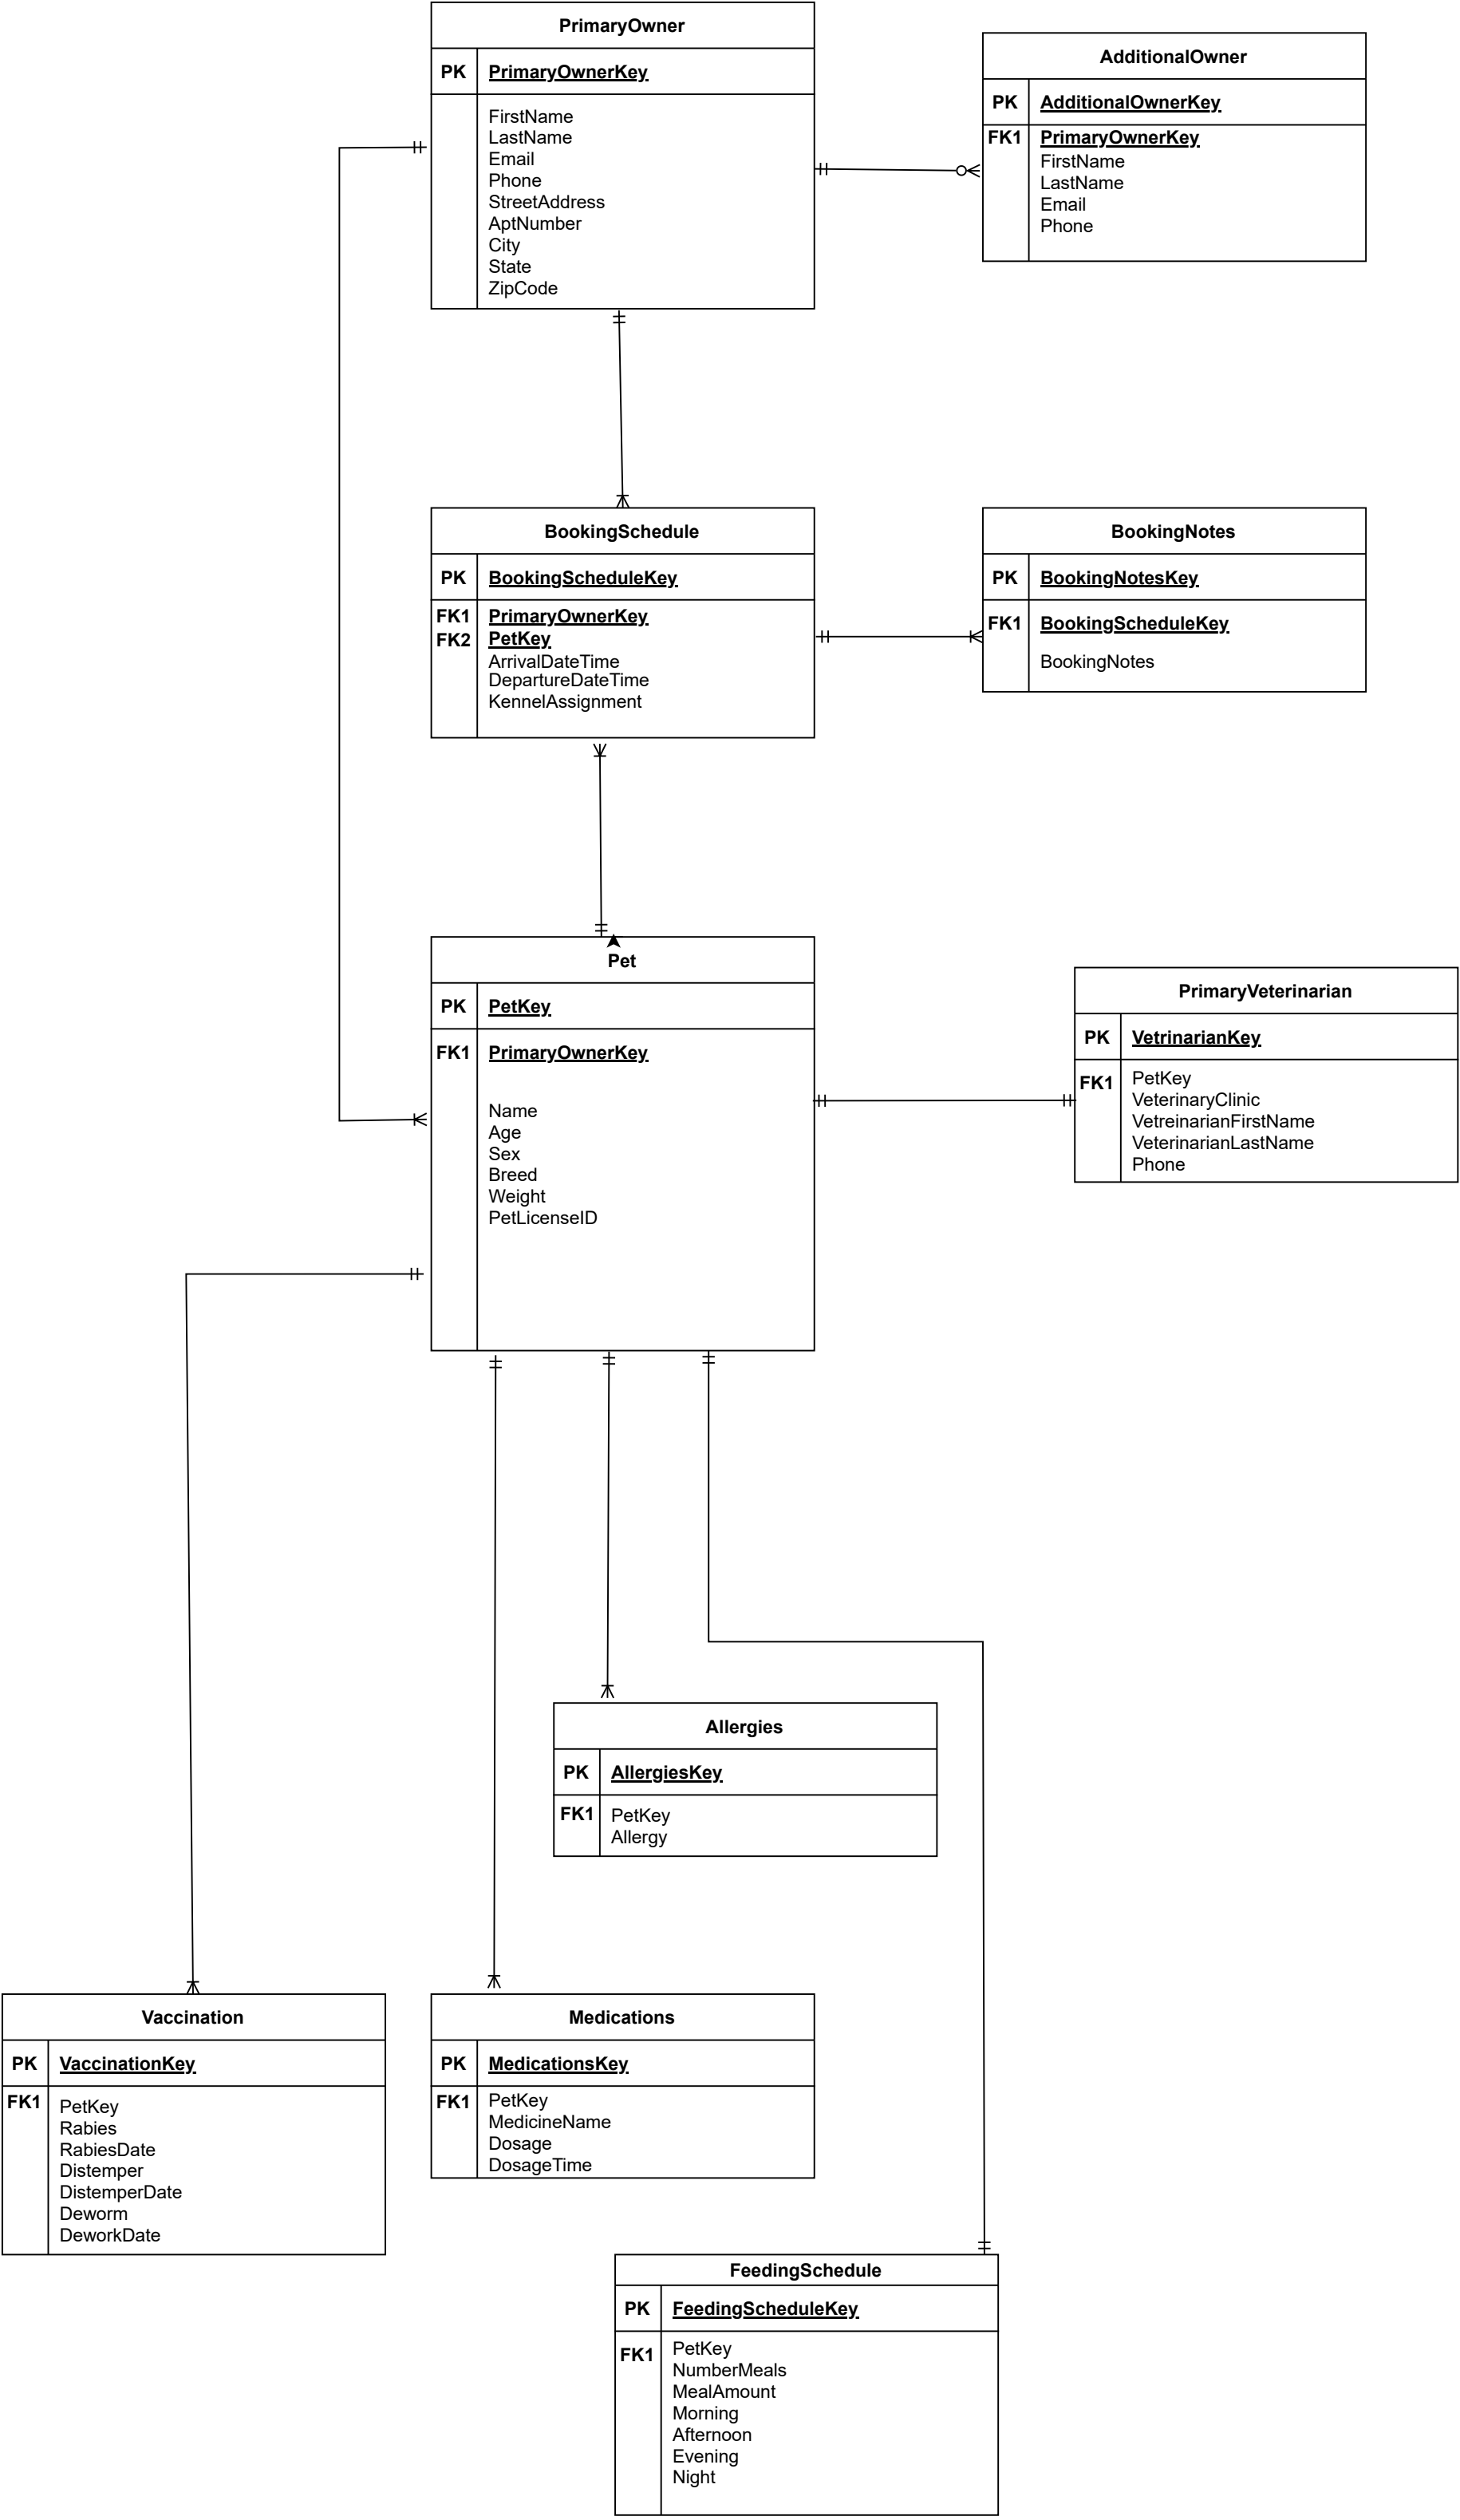 PrimaryOwner
PK PrimaryOwnerKey
FirstName
LastName
Email
Phone
StreetAddress
AptNumber
City
State
ZipCode
AdditionalOwner
PK AdditionalOwnerKey
FK1 PrimaryOwnerKey
FirstName
LastName
Email
Phone
BookingSchedule
PK BookingScheduleKey
FK1 PrimaryOwnerKey
FK2 PetKey
ArrivalDateTime
DepartureDateTime
KennelAssignment
BookingNotes
PK BookingNotesKey
FK1 BookingScheduleKey
BookingNotes
Pet
PK PetKey
FK1 PrimaryOwnerKey
Name
Age
Sex
Breed
Weight
PetLicenseID
PrimaryVeterinarian
PK VetrinarianKey
FK1 PetKey
VeterinaryClinic
VetreinarianFirstName
VeterinarianLastName
Phone
Allergies
PK AllergiesKey
FK1 PetKey
Allergy
Vaccination
PK VaccinationKey
FK1 PetKey
Rabies
RabiesDate
Distemper
DistemperDate
Deworm
DeworkDate
Medications
PK MedicationsKey
FK1 PetKey
MedicineName
Dosage
DosageTime
FeedingSchedule
PK FeedingScheduleKey
FK1 PetKey
NumberMeals
MealAmount
Morning
Afternoon
Evening
Night